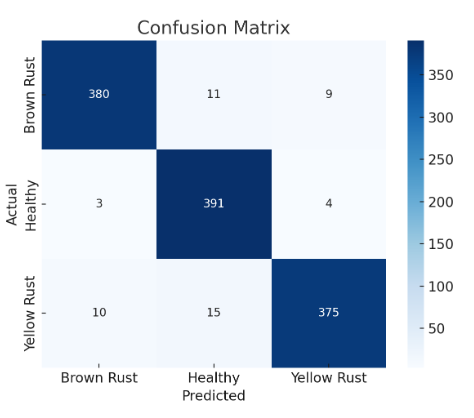 Confusion Matrix
Actual
Brown Rust
Healthy
Yellow Rust
380 11 9
3 391 4
10 15 375
Brown Rust Healthy Yellow Rust
Predicted
350
300
250
200
150
100
50